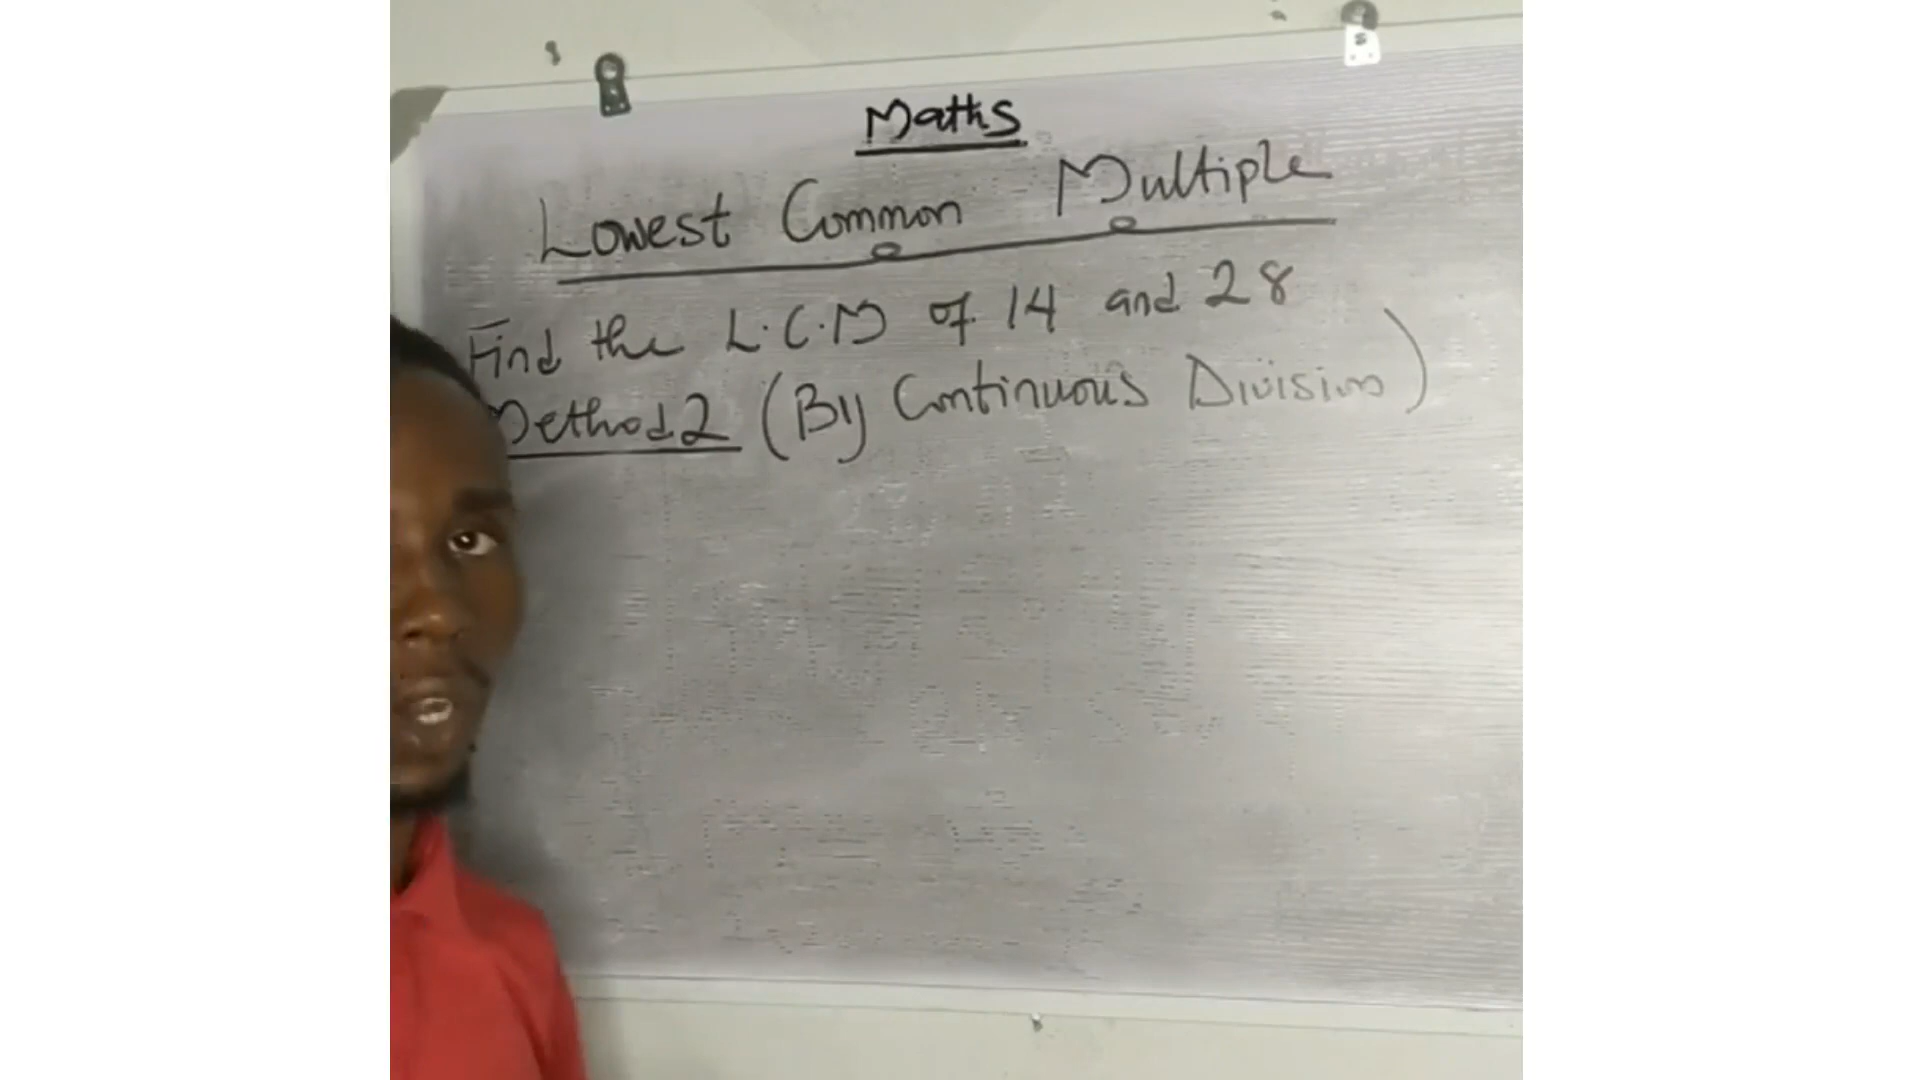 Maths
Lowest Common Multiple
Find the L.C.M of 14 and 28
Method 2 (By Continuous Division)